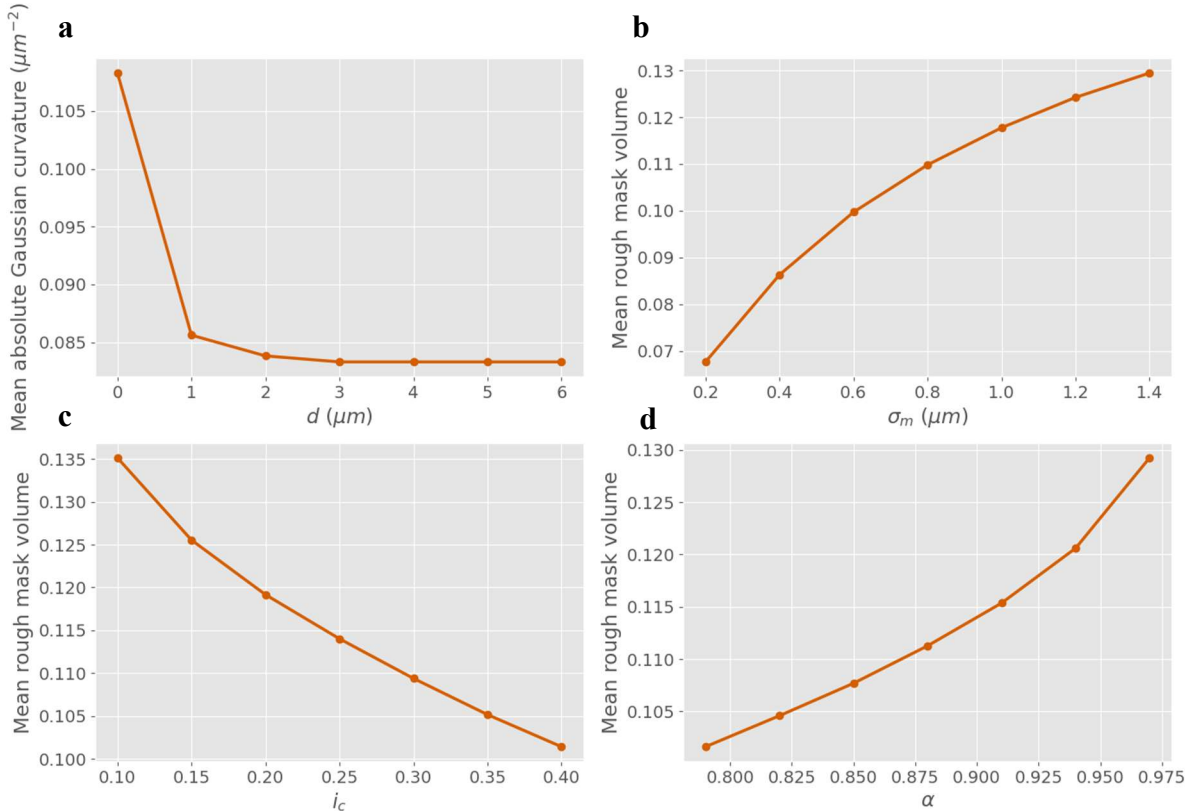 a
Mean absolute Gaussian curvature (μm⁻²)
0.105
0.100
0.095
0.090
0.085
0 1 2 3 4 5 6
d (μm)
b
Mean rough mask volume
0.13
0.12
0.11
0.10
0.09
0.08
0.07
0.2 0.4 0.6 0.8 1.0 1.2 1.4
σₘ (μm)
c
Mean rough mask volume
0.135
0.130
0.125
0.120
0.115
0.110
0.105
0.100
0.10 0.15 0.20 0.25 0.30 0.35 0.40
i_c
d
Mean rough mask volume
0.130
0.125
0.120
0.115
0.110
0.105
0.800 0.825 0.850 0.875 0.900 0.925 0.950 0.975
α